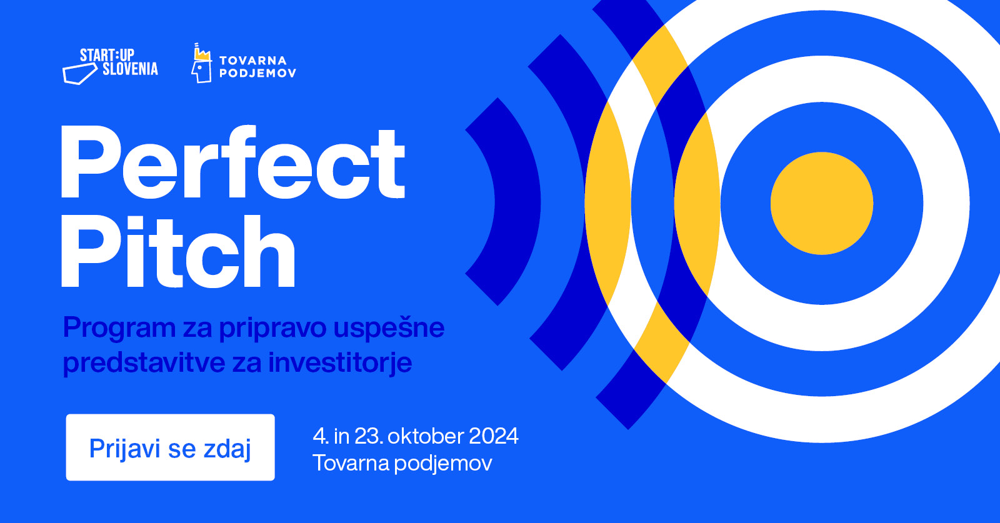 START:UP
SLOVENIA
TOVARNA
PODJEMOV
Perfect
Pitch
Program za pripravo uspešne
predstavitve za investitorje
Prijavi se zdaj
4. in 23. oktober 2024
Tovarna podjemov